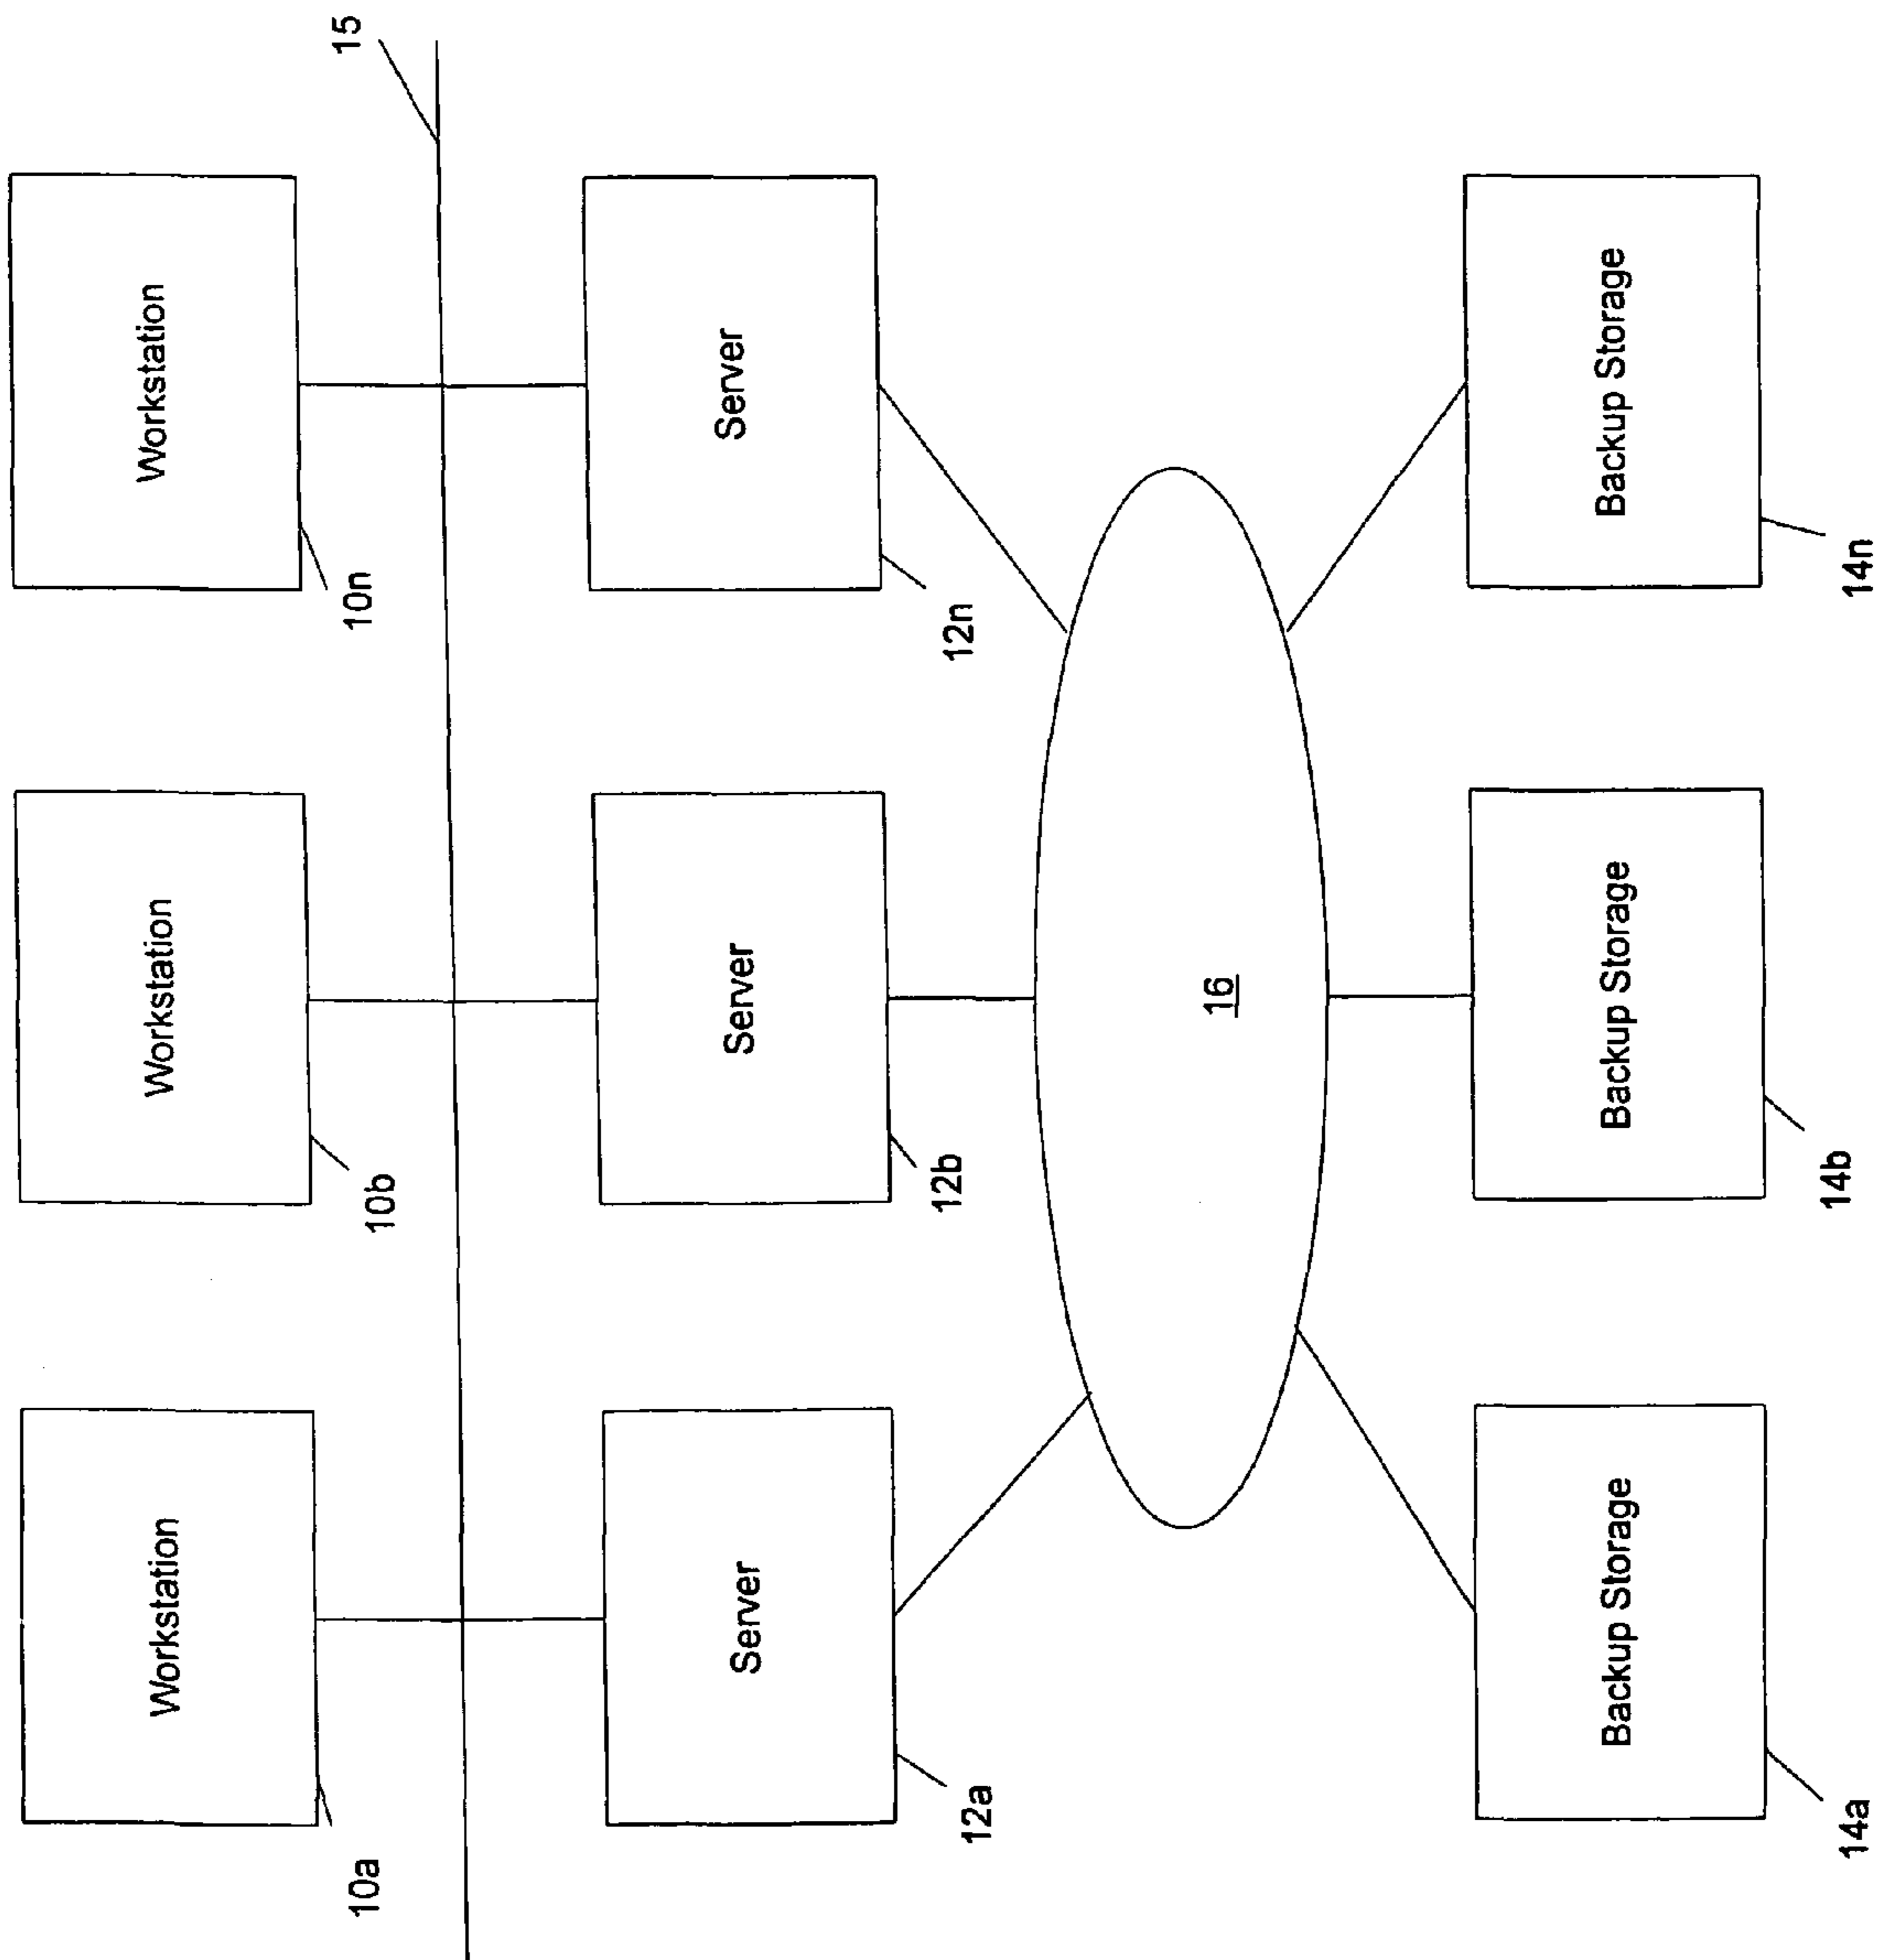 Workstation
Workstation
Workstation
10a
10b
10n
15
Server
Server
Server
12a
12b
12n
16
Backup Storage
Backup Storage
Backup Storage
14a
14b
14n